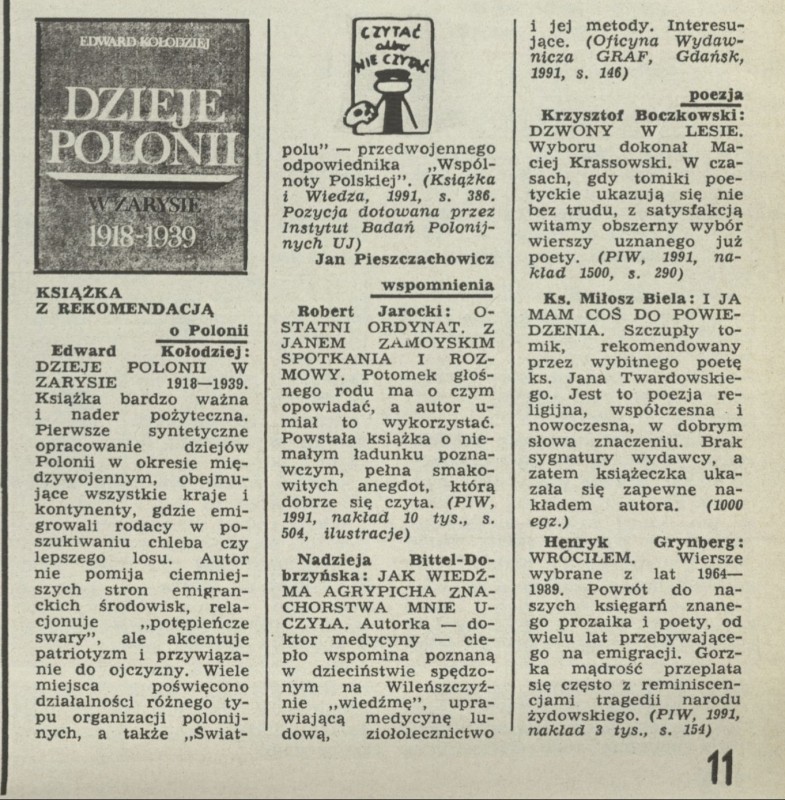 EDWARD KOŁODZIEJ
DZIEJE
POLONII
W ZARYSIE
1918-1939
KSIĄŻKA
Z REKOMENDACJĄ
o Polonii
Edward Kołodziej:
DZIEJE POLONII W
ZARYSIE 1918—1939.
Książka bardzo ważna
i nader pożyteczna.
Pierwsze syntetyczne
opracowanie dziejów
Polonii w okresie mię-
dzywojennym, obejmu-
jące wszystkie kraje i
kontynenty, gdzie emi-
growali rodacy w po-
szukiwaniu chleba czy
lepszego losu. Autor
nie pomija ciemniej-
szych stron emigran-
ckich środowisk, rela-
cjonuje „potępieńcze
swary”, ale akcentuje
patriotyzm i przywiąza-
nie do ojczyzny. Wiele
miejsca poświęcono
działalności różnego ty-
pu organizacji polonij-
nych, a także „Świat-
CZYTAĆ
albo
NIE CZYTAĆ
polu” — przedwojennego
odpowiednika „Wspól-
noty Polskiej”. (Książka
i Wiedza, 1991, s. 386.
Pozycja dotowana przez
Instytut Badań Polonij-
nych UJ)
Jan Pieszczachowicz
wspomnienia
Robert Jarocki: O-
STATNI ORDYNAT. Z
JANEM ZAMOYSKIM
SPOTKANIA I ROZ-
MOWY. Potomek głoś-
nego rodu ma o czym
opowiadać, a autor u-
miał to wykorzystać.
Powstała książka o nie-
małym ładunku pozna-
wczym, pełna smako-
witych anegdot, którą
dobrze się czyta. (PIW,
1991, nakład 10 tys., s.
504, ilustracje)
Nadzieja Bittel-Do-
brzyńska: JAK WIEDŹ-
MA AGRYPICHA ZNA-
CHORSTWA MNIE U-
CZYŁA. Autorka — do-
ktor medycyny — cie-
pło wspomina poznaną
w dzieciństwie spędzo-
nym na Wileńszczyź-
nie „wiedźmę”, upra-
wiającą medycynę lu-
dową, ziołolecznictwo
i jej metody. Interesu-
jące. (Oficyna Wydaw-
nicza GRAF, Gdańsk,
1991, s. 146)
poezja
Krzysztof Boczkowski:
DZWONY W LESIE.
Wyboru dokonał Ma-
ciej Krassowski. W cza-
sach, gdy tomiki poe-
tyckie ukazują się nie
bez trudu, z satysfakcją
witamy obszerny wybór
wierszy uznanego już
poety. (PIW, 1991, na-
kład 1500, s. 290)
Ks. Miłosz Biela: I JA
MAM COŚ DO POWIE-
DZENIA. Szczupły to-
mik, rekomendowany
przez wybitnego poetę
ks. Jana Twardowskie-
go. Jest to poezja re-
ligijna, współczesna i
nowoczesna, w dobrym
słowa znaczeniu. Brak
sygnatury wydawcy, a
zatem książeczka uka-
zała się zapewne na-
kładem autora. (1000
egz.)
Henryk Grynberg:
WRÓCIŁEM. Wiersze
wybrane z lat 1964—
1989. Powrót do na-
szych księgarń znane-
go prozaika i poety, od
wielu lat przebywające-
go na emigracji. Gorz-
ka mądrość przeplata
się często z reminiscen-
cjami tragedii narodu
żydowskiego. (PIW, 1991,
nakład 3 tys., s. 154)
11